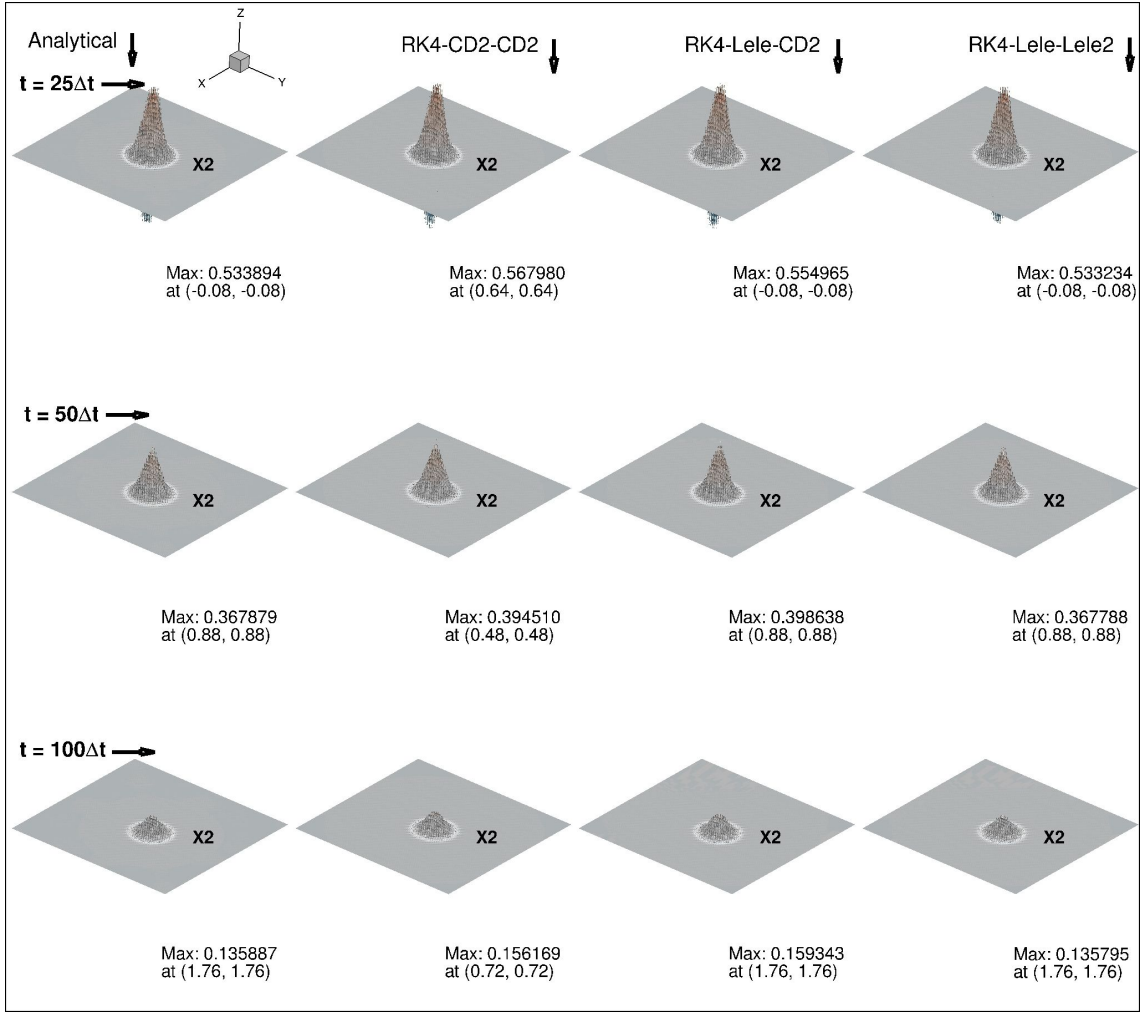 Analytical
Z
X
Y
RK4-CD2-CD2
RK4-Lele-CD2
RK4-Lele-Lele2
t = 25Δt
X2
X2
X2
X2
Max: 0.533894
at (-0.08, -0.08)
Max: 0.567980
at (0.64, 0.64)
Max: 0.554965
at (-0.08, -0.08)
Max: 0.533234
at (-0.08, -0.08)
t = 50Δt
X2
X2
X2
X2
Max: 0.367879
at (0.88, 0.88)
Max: 0.394510
at (0.48, 0.48)
Max: 0.398638
at (0.88, 0.88)
Max: 0.367788
at (0.88, 0.88)
t = 100Δt
X2
X2
X2
X2
Max: 0.135887
at (1.76, 1.76)
Max: 0.156169
at (0.72, 0.72)
Max: 0.159343
at (1.76, 1.76)
Max: 0.135795
at (1.76, 1.76)